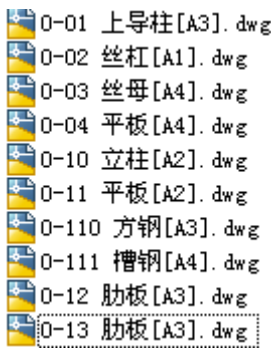 0-01 上导柱[A3].dwg
0-02 丝杠[A1].dwg
0-03 丝母[A4].dwg
0-04 平板[A4].dwg
0-10 立柱[A2].dwg
0-11 平板[A2].dwg
0-110 方钢[A3].dwg
0-111 槽钢[A4].dwg
0-12 肋板[A3].dwg
0-13 肋板[A3].dwg